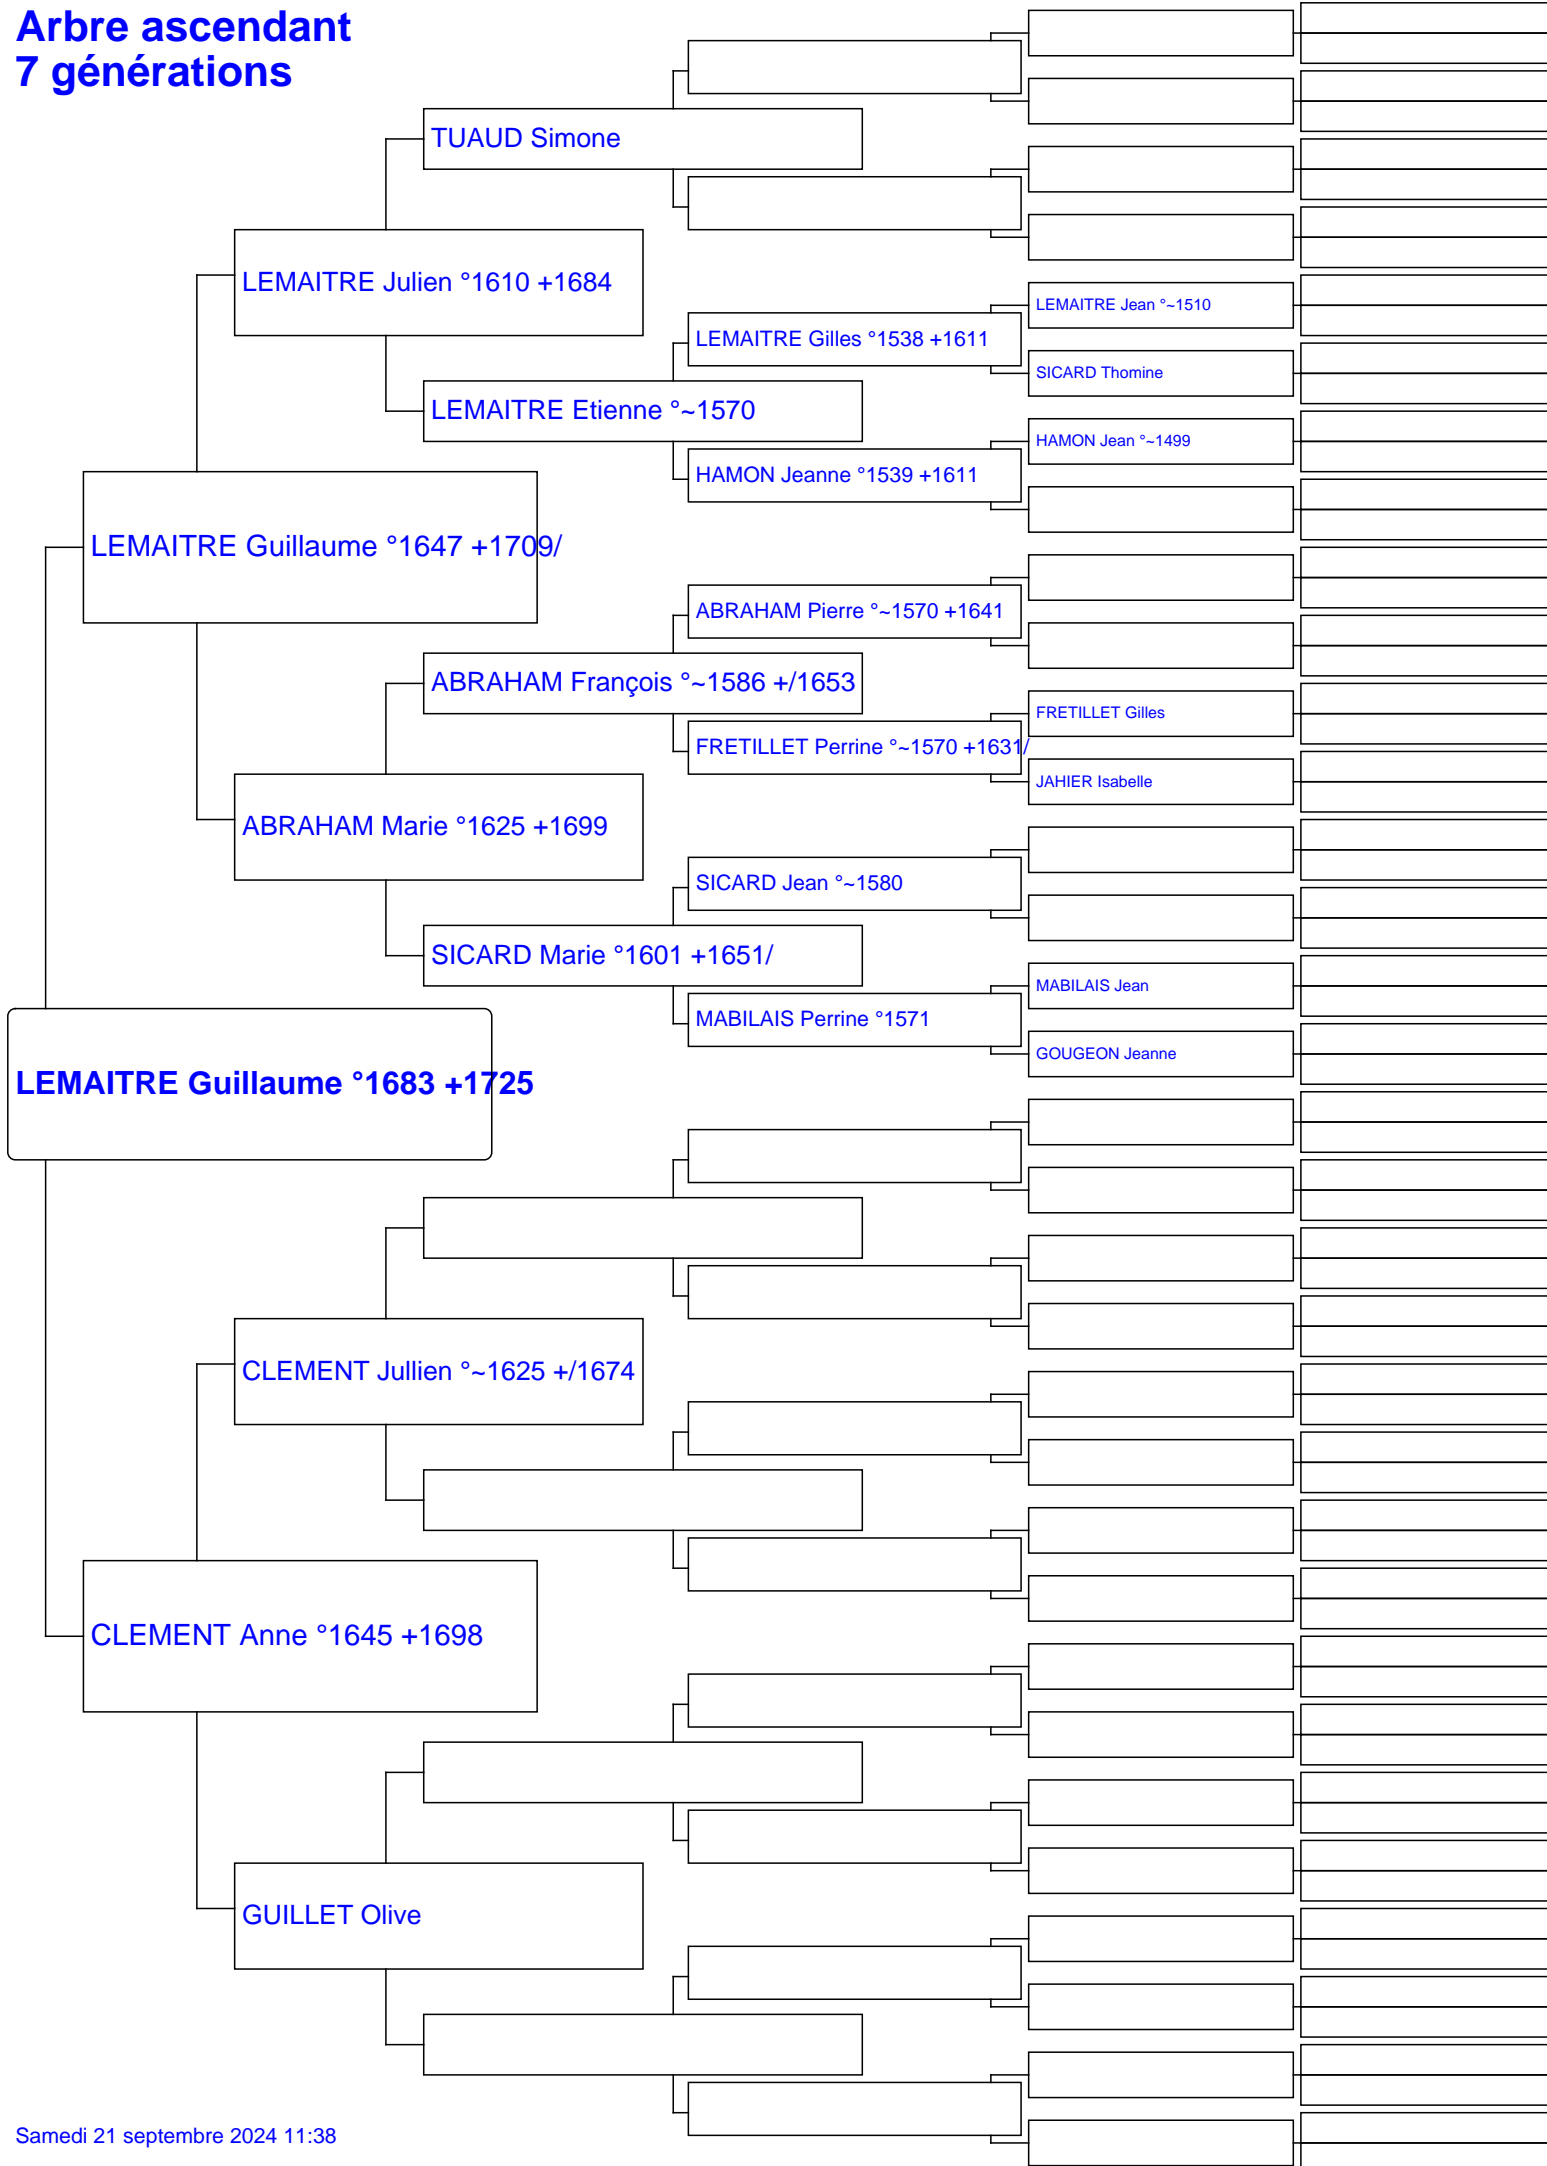 Arbre ascendant
7 générations
TUAUD Simone
LEMAITRE Julien °1610 +1684
LEMAITRE Jean °~1510
LEMAITRE Gilles °1538 +1611
SICARD Thomine
LEMAITRE Etienne °~1570
HAMON Jean °~1499
HAMON Jeanne °1539 +1611
LEMAITRE Guillaume °1647 +1709/
ABRAHAM Pierre °~1570 +1641
ABRAHAM François °~1586 +/1653
FRETILLET Gilles
FRETILLET Perrine °~1570 +1631/
JAHIER Isabelle
ABRAHAM Marie °1625 +1699
SICARD Jean °~1580
SICARD Marie °1601 +1651/
MABILAIS Jean
MABILAIS Perrine °1571
GOUGEON Jeanne
LEMAITRE Guillaume °1683 +1725
CLEMENT Jullien °~1625 +/1674
CLEMENT Anne °1645 +1698
GUILLET Olive
Samedi 21 septembre 2024 11:38